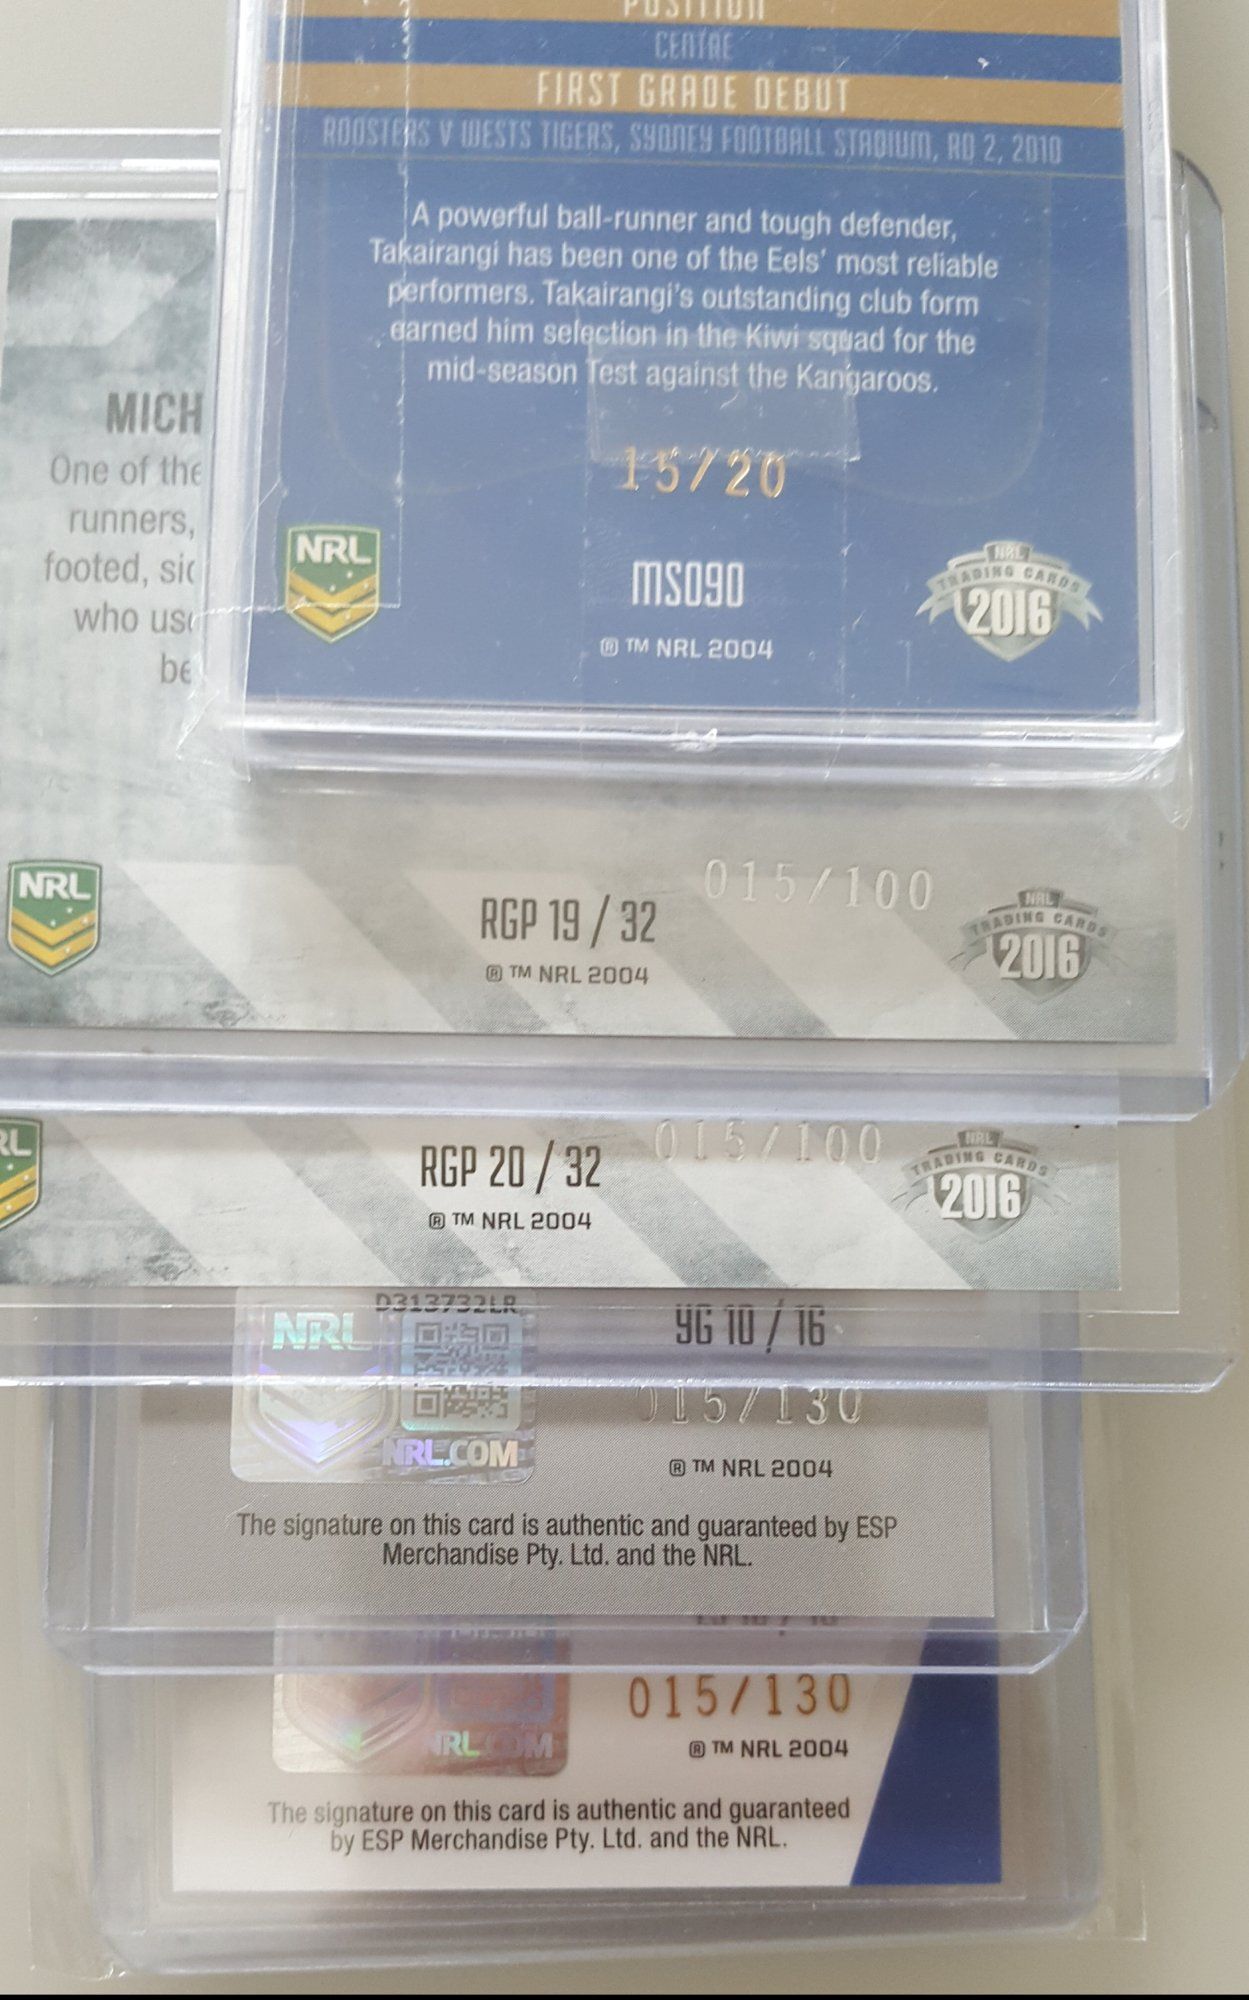 POSITION
CENTRE
FIRST GRADE DEBUT
ROOSTERS V WESTS TIGERS, SYDNEY FOOTBALL STADIUM, RD 2, 2010
A powerful ball-runner and tough defender,
Takairangi has been one of the Eels' most reliable
performers. Takairangi's outstanding club form
earned him selection in the Kiwi squad for the
mid-season Test against the Kangaroos.
15/20
NRL
MS090
NRL
TRADING CARDS
2016
® ™ NRL 2004
MICH
One of the
runners,
footed, sid
who us
be
NRL
RGP 19 / 32
015/100
NRL
TRADING CARDS
2016
® ™ NRL 2004
RL
RGP 20 / 32
015/100
NRL
TRADING CARDS
2016
® ™ NRL 2004
D313732LR
NRL
YG 10 / 16
015/130
NRL.COM
® ™ NRL 2004
The signature on this card is authentic and guaranteed by ESP
Merchandise Pty. Ltd. and the NRL.
015/130
NRL.COM
® ™ NRL 2004
The signature on this card is authentic and guaranteed
by ESP Merchandise Pty. Ltd. and the NRL.